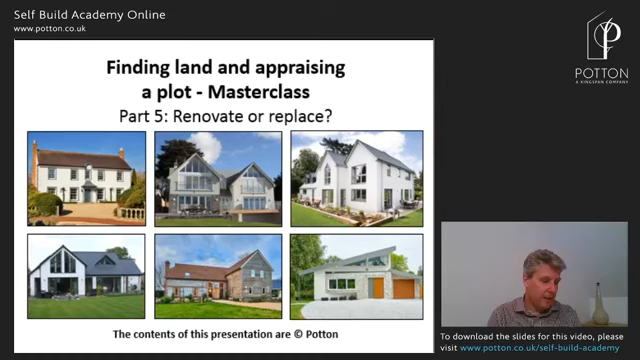 Self Build Academy Online
www.potton.co.uk
POTTON
A KINGSPAN COMPANY
Finding land and appraising
a plot - Masterclass
Part 5: Renovate or replace?
The contents of this presentation are © Potton
To download the slides for this video, please
visit www.potton.co.uk/self-build-academy